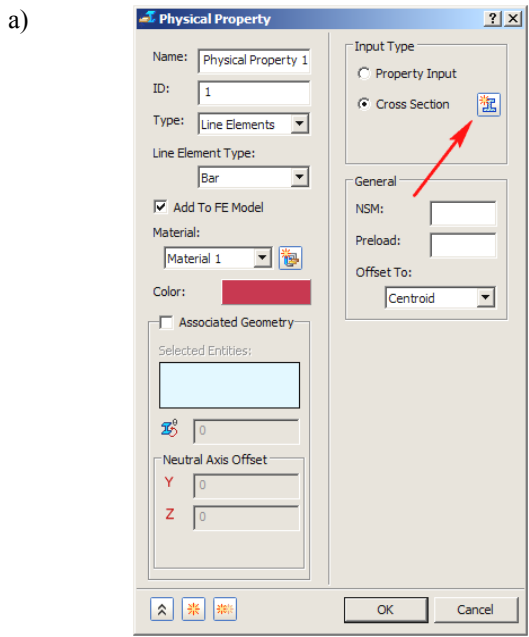 a)
Physical Property
Name: Physical Property 1
ID: 1
Type: Line Elements
Line Element Type:
Bar
Add To FE Model
Material:
Material 1
Color:
Associated Geometry
Selected Entities:
0
Neutral Axis Offset
Y 0
Z 0
Input Type
Property Input
Cross Section
General
NSM:
Preload:
Offset To:
Centroid
OK Cancel